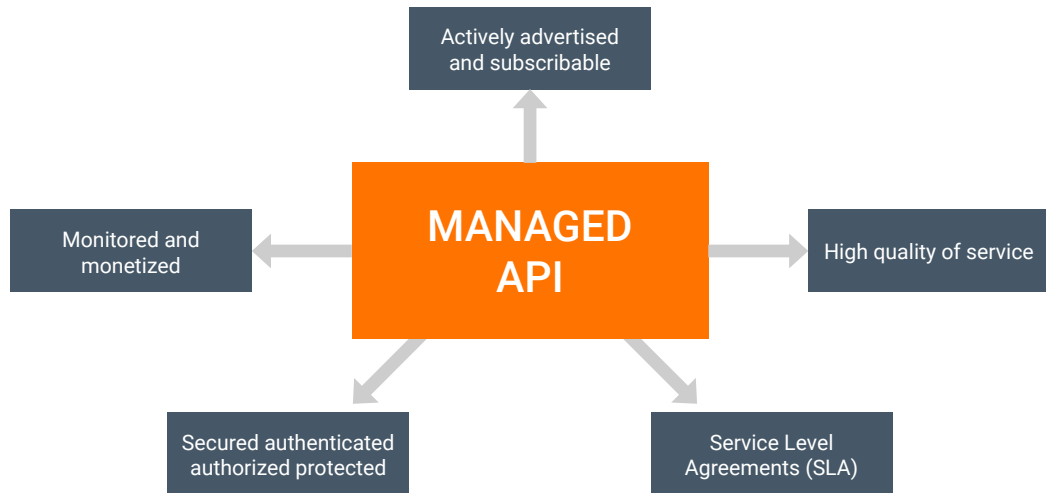 Actively advertised
and subscribable
MANAGED
API
Monitored and
monetized
High quality of service
Secured authenticated
authorized protected
Service Level
Agreements (SLA)